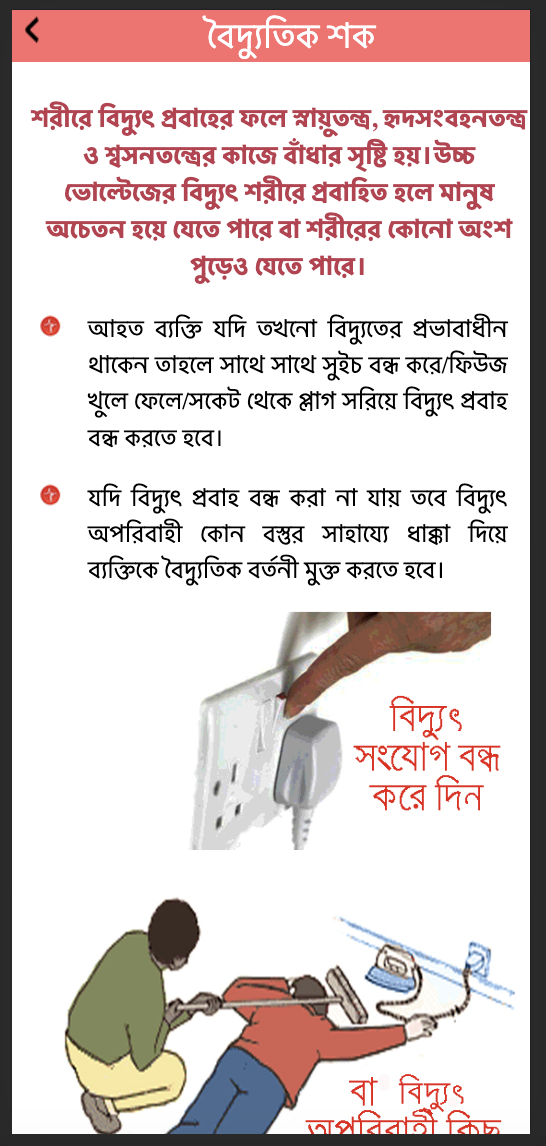 বৈদ্যুতিক শক
শরীরে বিদ্যুৎ প্রবাহের ফলে স্নায়ুতন্ত্র, হৃদসংবহনতন্ত্র
ও শ্বসনতন্ত্রের কাজে বাঁধার সৃষ্টি হয়। উচ্চ
ভোল্টেজের বিদ্যুৎ শরীরে প্রবাহিত হলে মানুষ
অচেতন হয়ে যেতে পারে বা শরীরের কোনো অংশ
পুড়েও যেতে পারে।
আহত ব্যক্তি যদি তখনো বিদ্যুতের প্রভাবাধীন
থাকেন তাহলে সাথে সাথে সুইচ বন্ধ করে/ফিউজ
খুলে ফেলে/সকেট থেকে প্লাগ সরিয়ে বিদ্যুৎ প্রবাহ
বন্ধ করতে হবে।
যদি বিদ্যুৎ প্রবাহ বন্ধ করা না যায় তবে বিদ্যুৎ
অপরিবাহী কোন বস্তুর সাহায্যে ধাক্কা দিয়ে
ব্যক্তিকে বৈদ্যুতিক বর্তনী মুক্ত করতে হবে।
বিদ্যুৎ
সংযোগ বন্ধ
করে দিন
বা বিদ্যুৎ
অপরিবাহী কিছু